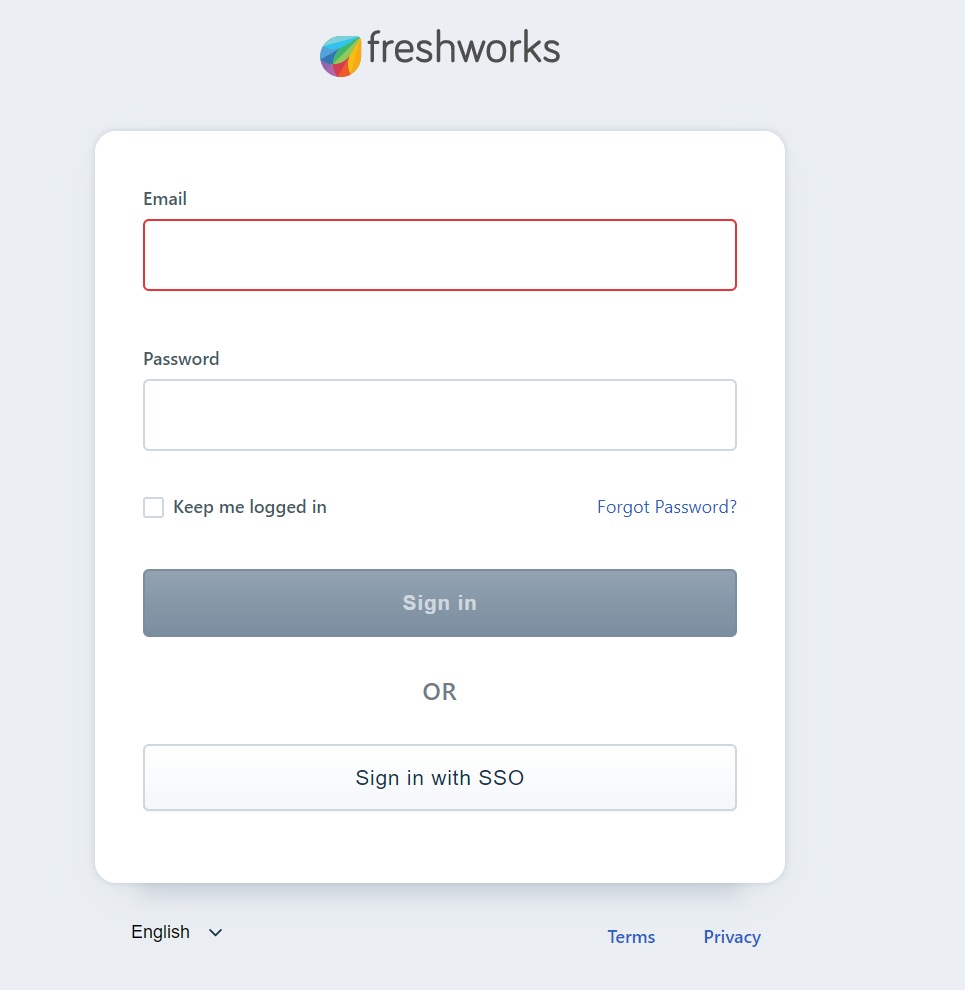 freshworks
Email
Password
Keep me logged in
Forgot Password?
Sign in
OR
Sign in with SSO
English
Terms
Privacy